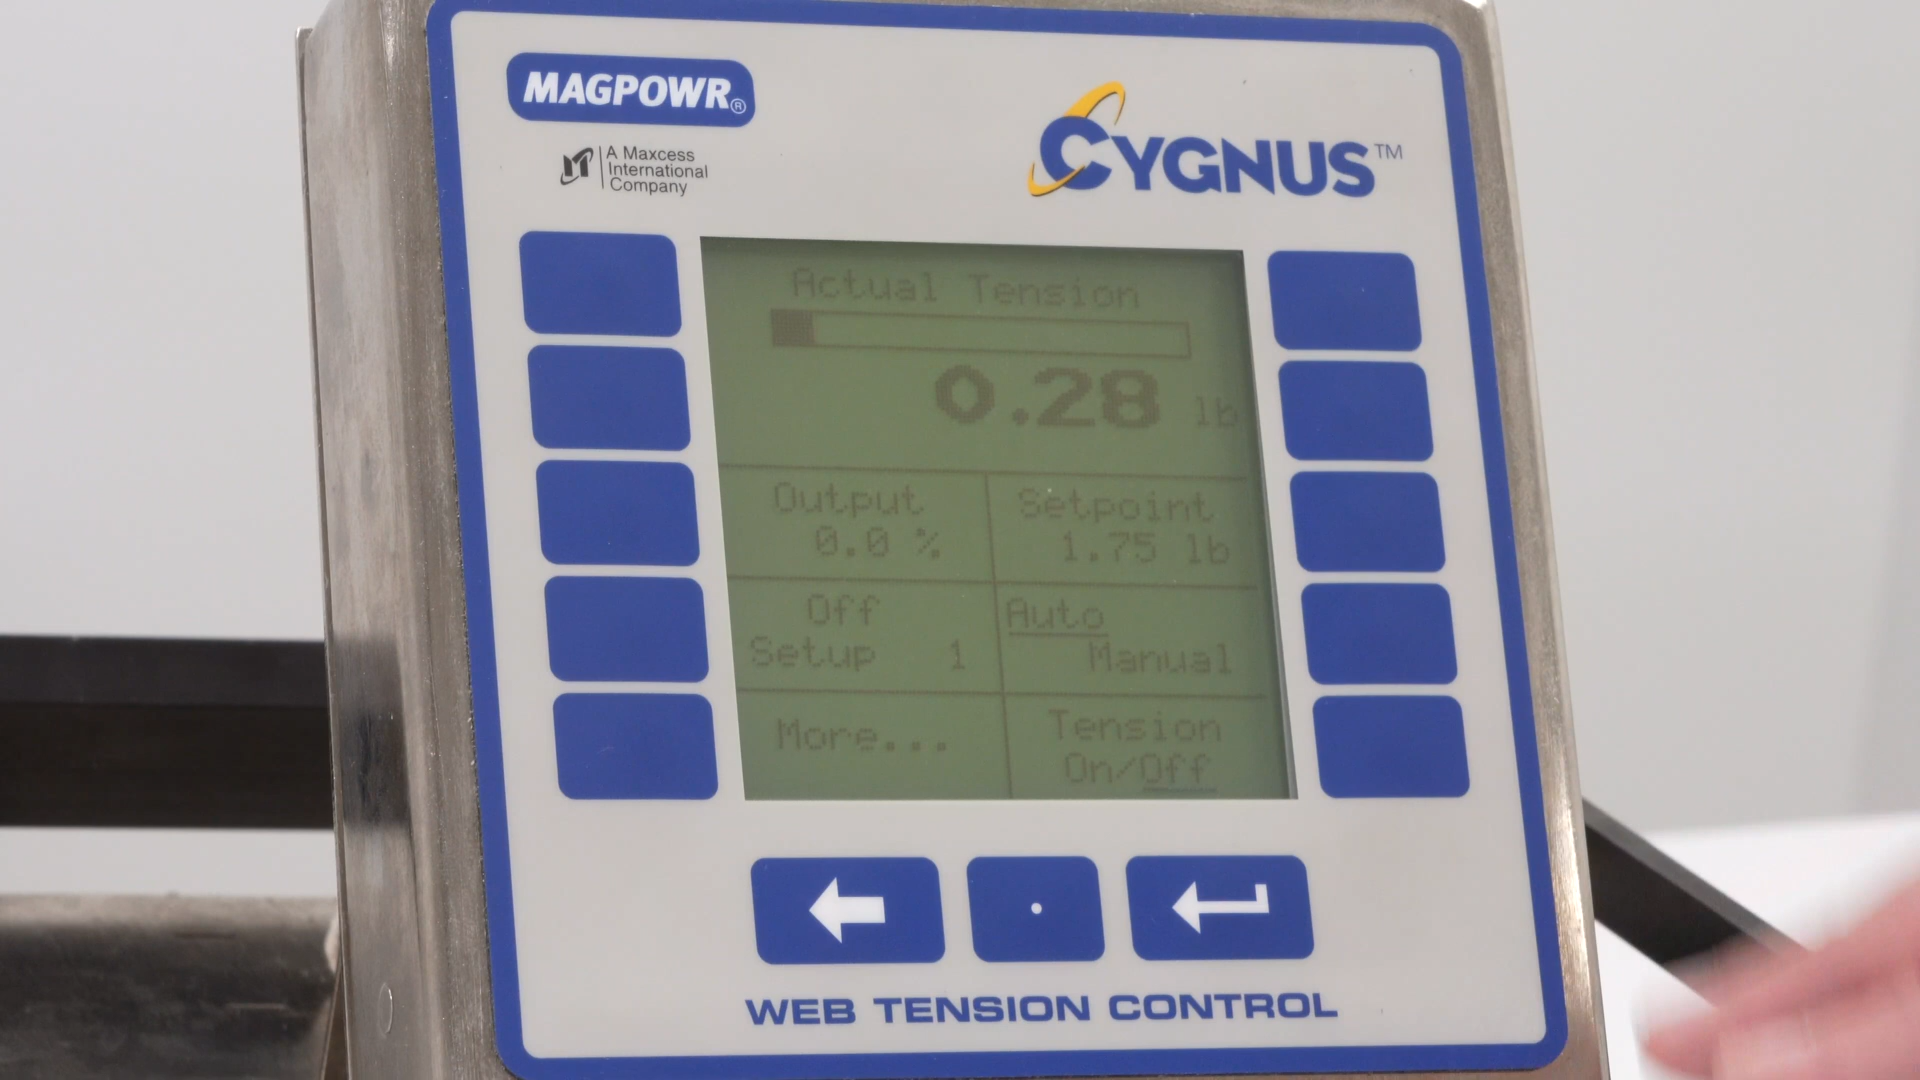 MAGPOWR®
A Maxcess
International
Company
CYGNUS™
Actual Tension
0.28 lb
Output
0.0 %
Setpoint
1.75 lb
Off
Setup 1
Auto
Manual
More...
Tension
On/Off
WEB TENSION CONTROL